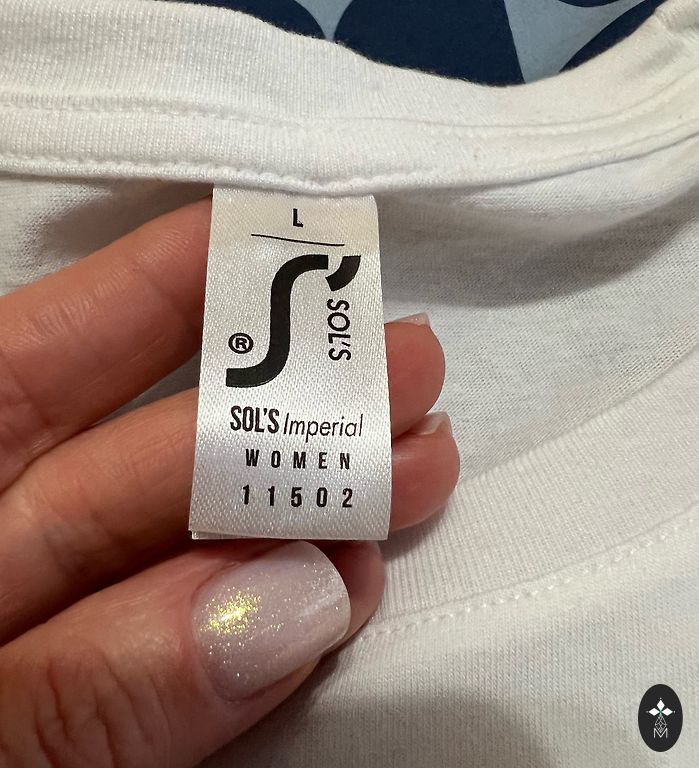 L
SOL'S
®
SOL'S Imperial
WOMEN
11502
M